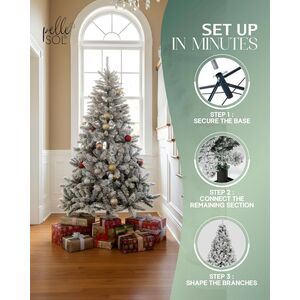 pelle
SOL
SET UP
IN MINUTES
STEP 1 :
SECURE THE BASE
STEP 2 :
CONNECT THE
REMAINING SECTION
STEP 3 :
SHAPE THE BRANCHES